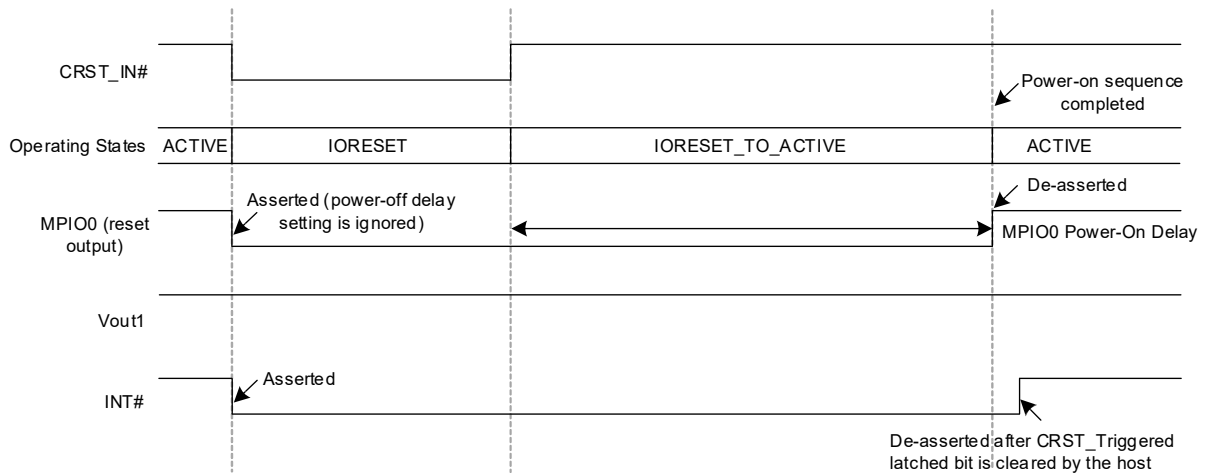 CRST_IN#
Power-on sequence
completed
Operating States
ACTIVE
IORESET
IORESET_TO_ACTIVE
ACTIVE
Asserted (power-off delay
setting is ignored)
De-asserted
MPIO0 (reset
output)
MPIO0 Power-On Delay
Vout1
Asserted
INT#
De-asserted after CRST_Triggered
latched bit is cleared by the host